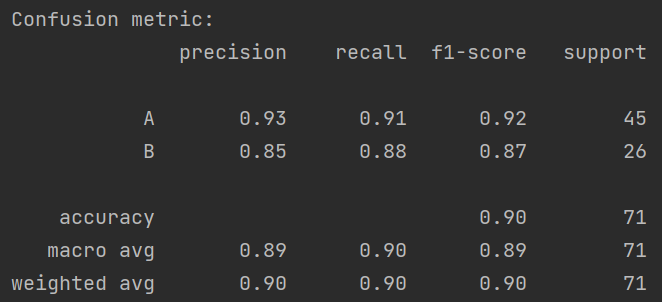 Confusion metric:
precision recall f1-score support
A 0.93 0.91 0.92 45
B 0.85 0.88 0.87 26
accuracy 0.90 71
macro avg 0.89 0.90 0.89 71
weighted avg 0.90 0.90 0.90 71